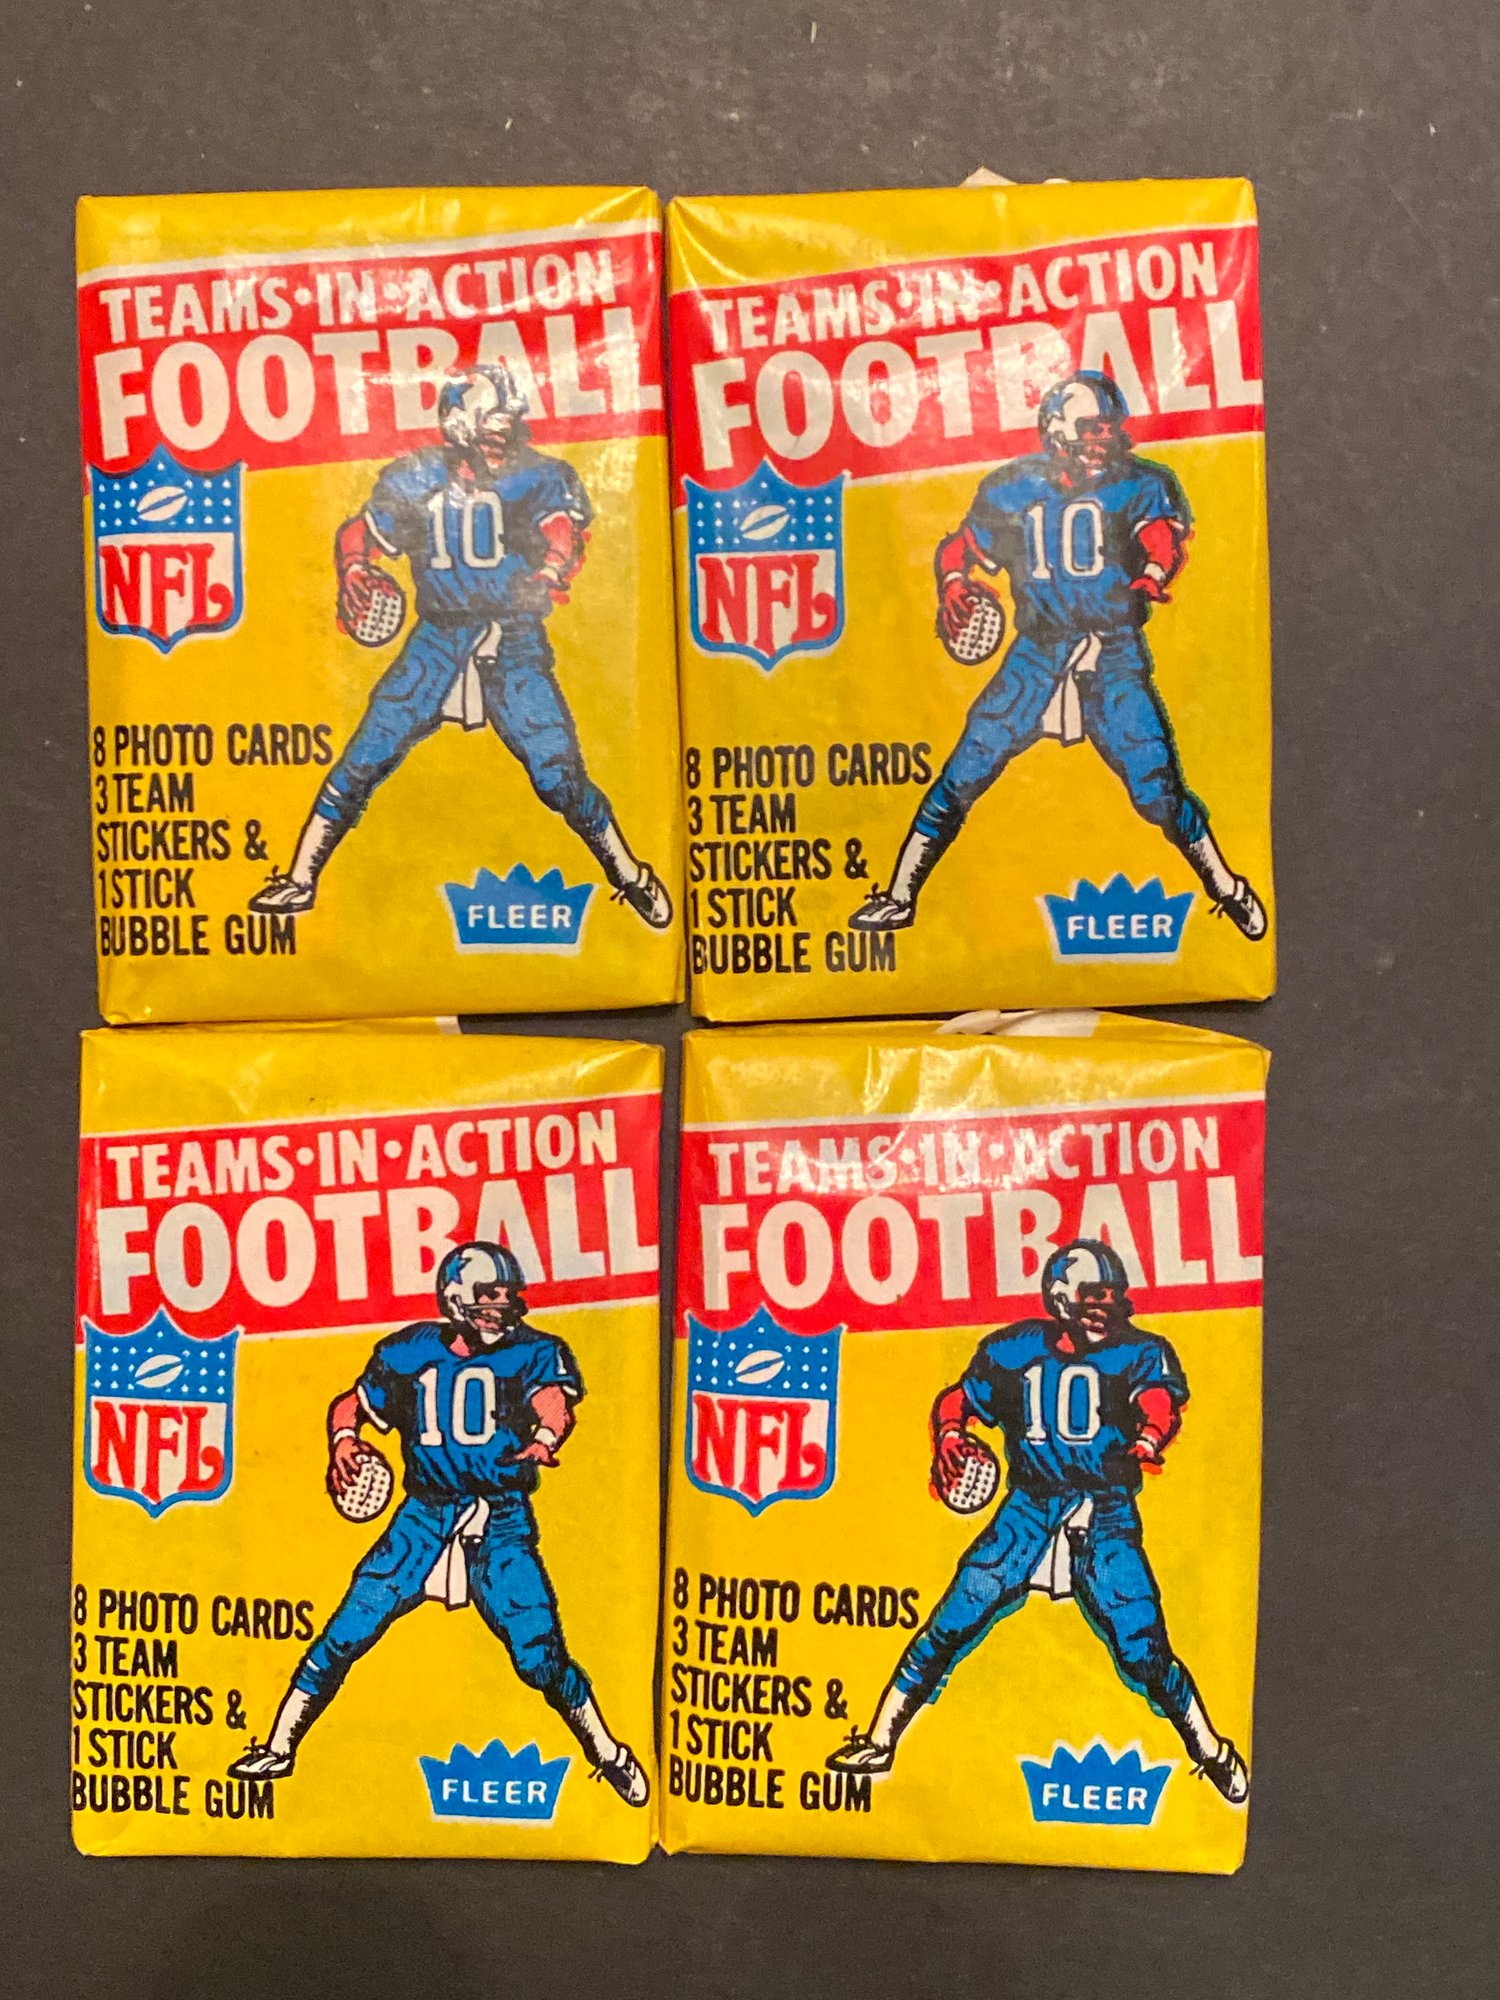 TEAMS•IN•ACTION
FOOTBALL
10
NFL
8 PHOTO CARDS
3 TEAM
STICKERS &
1 STICK
BUBBLE GUM
FLEER
TEAMS•IN•ACTION
FOOTBALL
10
NFL
8 PHOTO CARDS
3 TEAM
STICKERS &
1 STICK
BUBBLE GUM
FLEER
TEAMS•IN•ACTION
FOOTBALL
10
1
NFL
8 PHOTO CARDS
3 TEAM
STICKERS &
1 STICK
BUBBLE GUM
FLEER
TEAMS•IN•ACTION
FOOTBALL
10
NFL
8 PHOTO CARDS
3 TEAM
STICKERS &
1 STICK
BUBBLE GUM
FLEER